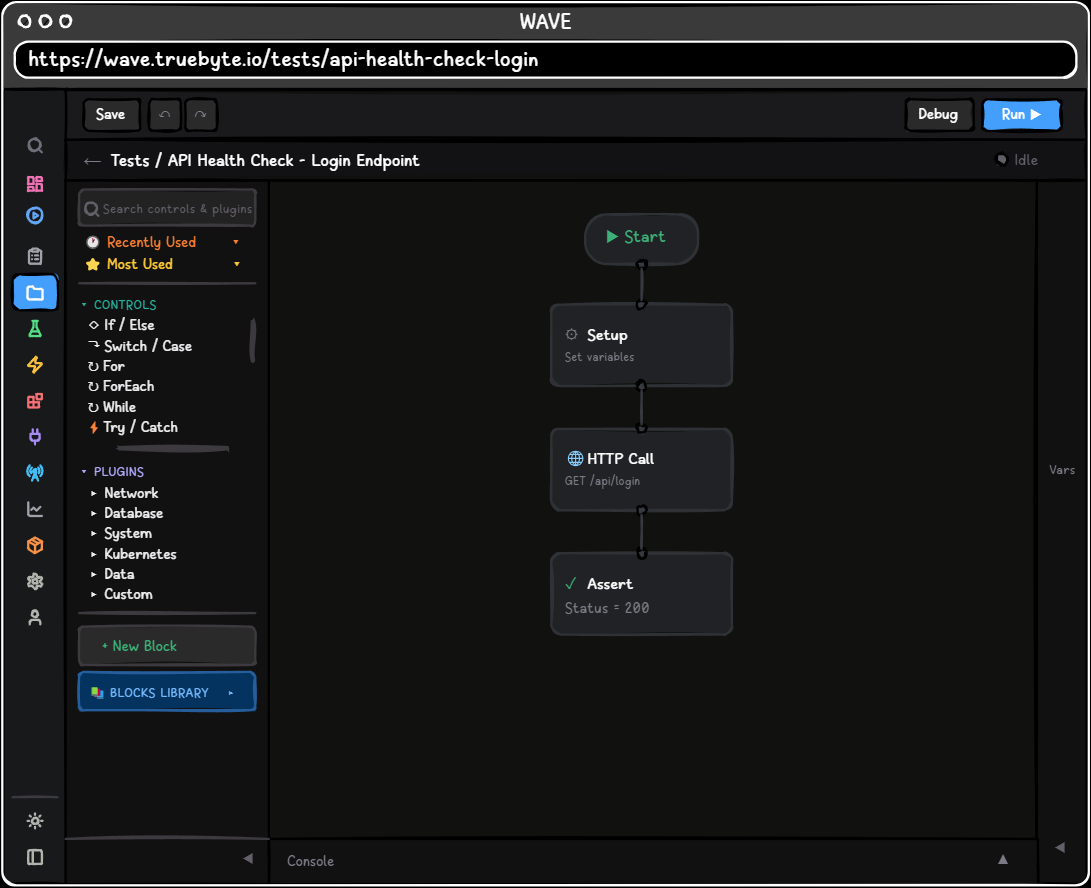 WAVE
https://wave.truebyte.io/tests/api-health-check-login
Save
Debug
Run ▶
← Tests / API Health Check - Login Endpoint
Idle
Search controls & plugins
Recently Used
Most Used
CONTROLS
If / Else
Switch / Case
For
ForEach
While
Try / Catch
PLUGINS
Network
Database
System
Kubernetes
Data
Custom
+ New Block
BLOCKS LIBRARY
▶ Start
Setup
Set variables
HTTP Call
GET /api/login
✓ Assert
Status = 200
Vars
Console